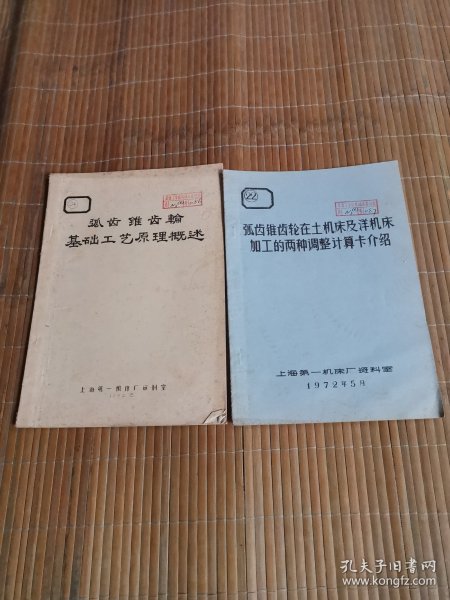 弧齿锥齿輪
基础工艺原理概述
上海第一机床厂资料室
22
弧齿锥齿轮在土机床及洋机床
加工的两种调整计算卡介绍
上海第一机床厂资料室
1972年5月
孔夫子旧书网
www.kongfz.com